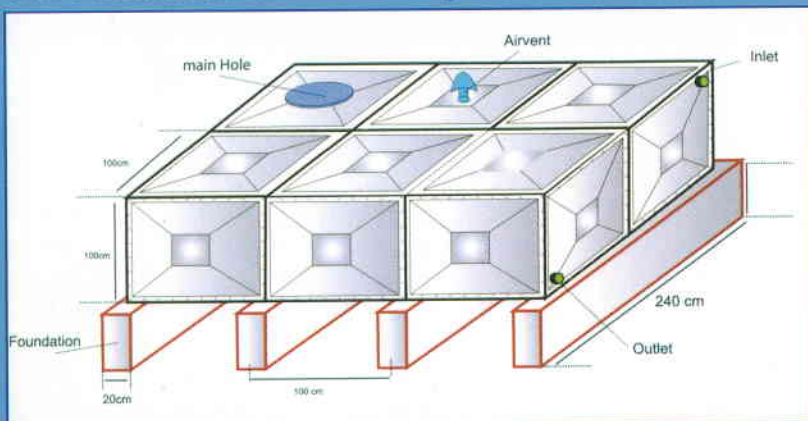 Airvent
Inlet
main Hole
100cm
100cm
240 cm
Foundation
Outlet
100 cm
20cm